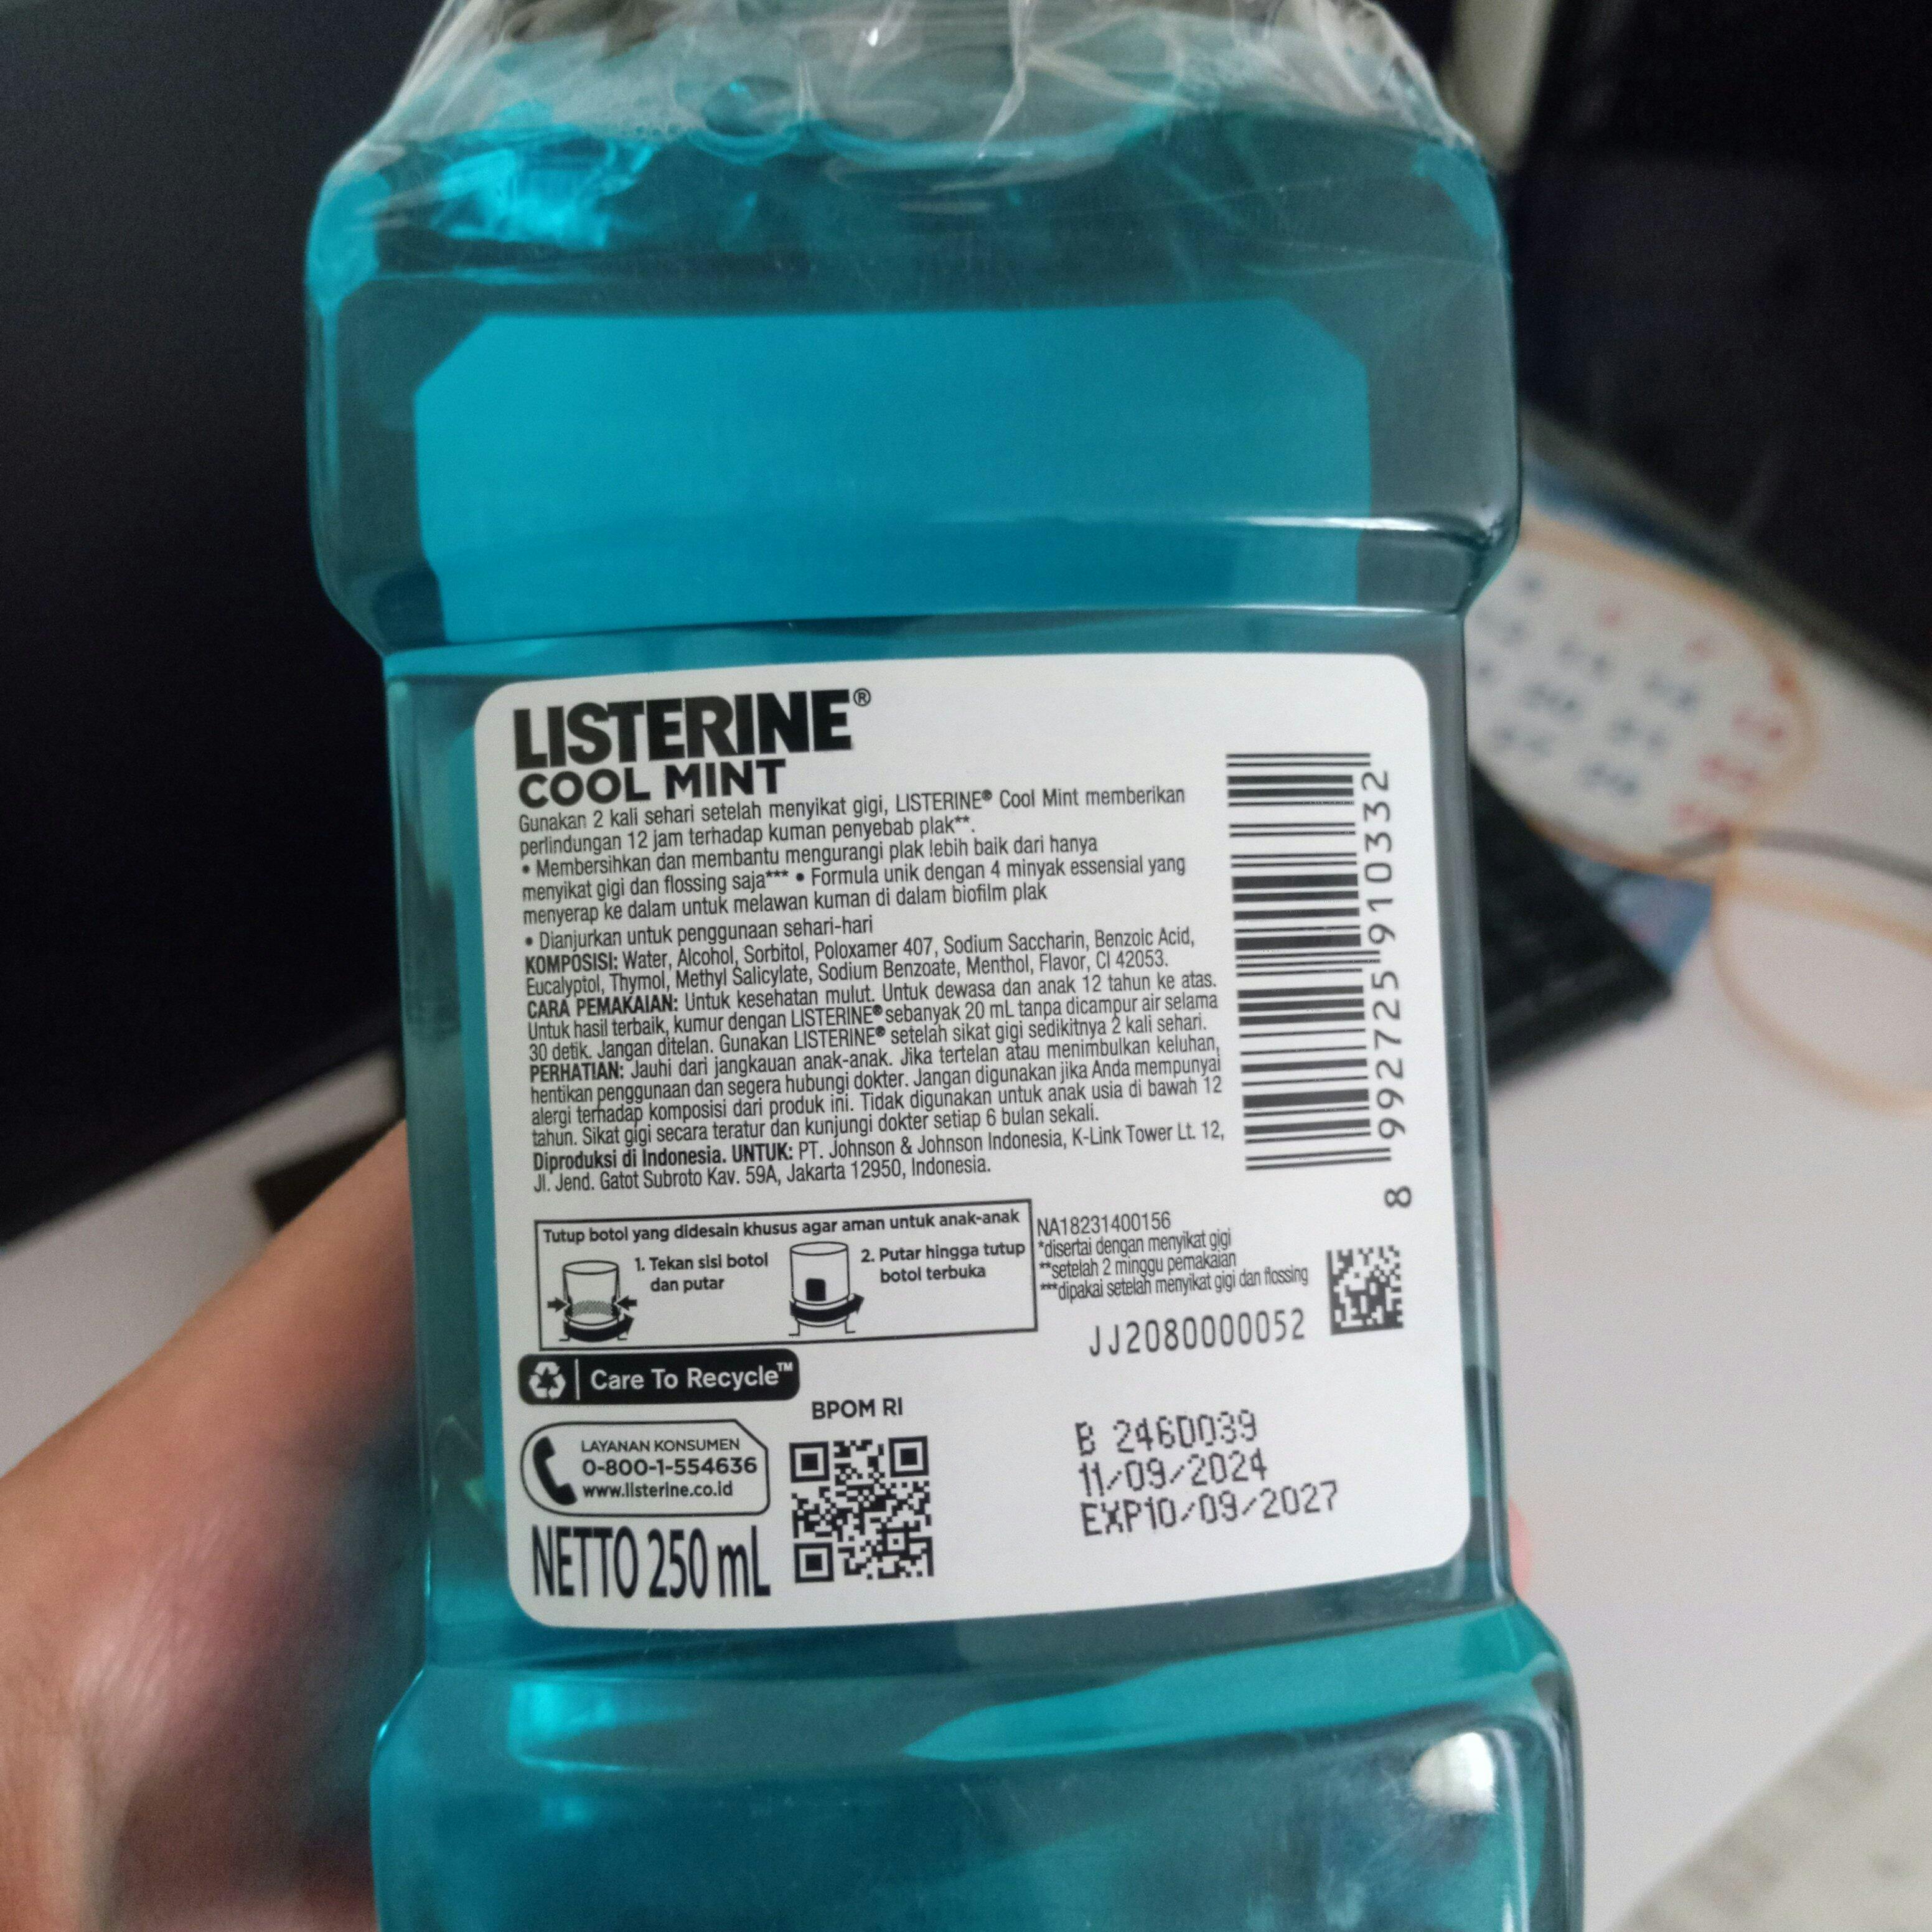 LISTERINE®
COOL MINT
Gunakan 2 kali sehari setelah menyikat gigi, LISTERINE® Cool Mint memberikan
perlindungan 12 jam terhadap kuman penyebab plak**.
• Membersihkan dan membantu mengurangi plak lebih baik dari hanya
menyikat gigi dan flossing saja*** • Formula unik dengan 4 minyak essensial yang
menyerap ke dalam untuk melawan kuman di dalam biofilm plak
• Dianjurkan untuk penggunaan sehari-hari
KOMPOSISI: Water, Alcohol, Sorbitol, Poloxamer 407, Sodium Saccharin, Benzoic Acid,
Eucalyptol, Thymol, Methyl Salicylate, Sodium Benzoate, Menthol, Flavor, CI 42053.
CARA PEMAKAIAN: Untuk kesehatan mulut. Untuk dewasa dan anak 12 tahun ke atas.
Untuk hasil terbaik, kumur dengan LISTERINE® sebanyak 20 mL tanpa dicampur air selama
30 detik. Jangan ditelan. Gunakan LISTERINE® setelah sikat gigi sedikitnya 2 kali sehari.
PERHATIAN: Jauhi dari jangkauan anak-anak. Jika tertelan atau menimbulkan keluhan,
hentikan penggunaan dan segera hubungi dokter. Jangan digunakan jika Anda mempunyai
alergi terhadap komposisi dari produk ini. Tidak digunakan untuk anak usia di bawah 12
tahun. Sikat gigi secara teratur dan kunjungi dokter setiap 6 bulan sekali.
Diproduksi di Indonesia. UNTUK: PT. Johnson & Johnson Indonesia, K-Link Tower Lt. 12,
Jl. Jend. Gatot Subroto Kav. 59A, Jakarta 12950, Indonesia.
8 992725 910332
Tutup botol yang didesain khusus agar aman untuk anak-anak
1. Tekan sisi botol
dan putar
2. Putar hingga tutup
botol terbuka
NA18231400156
*disertai dengan menyikat gigi
**setelah 2 minggu pemakaian
***dipakai setelah menyikat gigi dan flossing
JJ2080000052
Care To Recycle™
BPOM RI
LAYANAN KONSUMEN
0-800-1-554636
www.listerine.co.id
NETTO 250 mL
B 246D039
11/09/2024
EXP10/09/2027